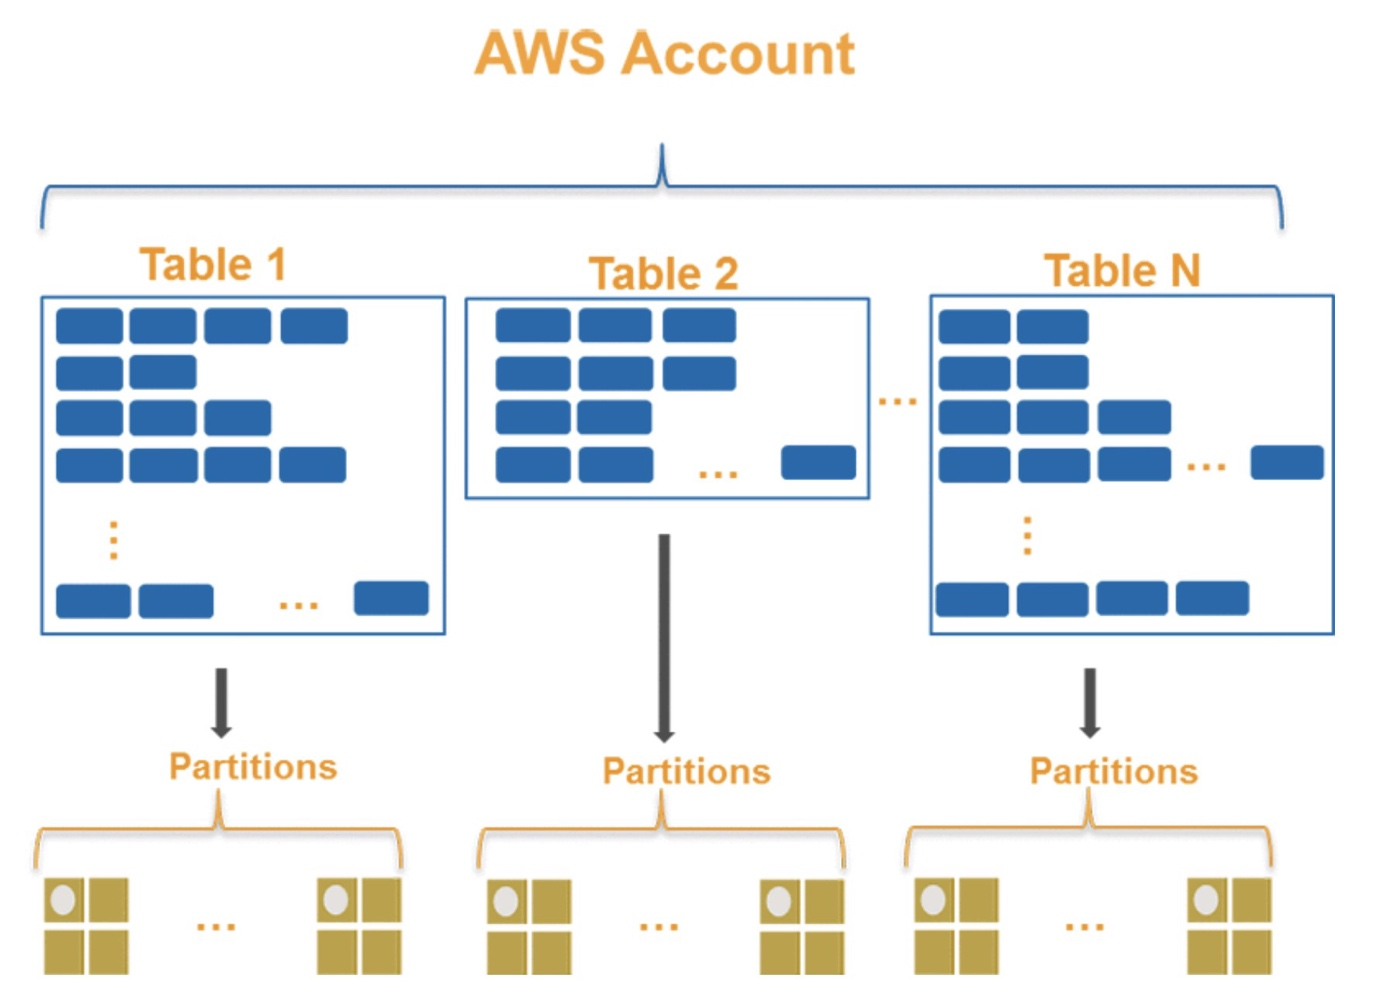 AWS Account
Table 1
Table 2
Table N
...
...
...
...
Partitions
Partitions
Partitions
...
...
...